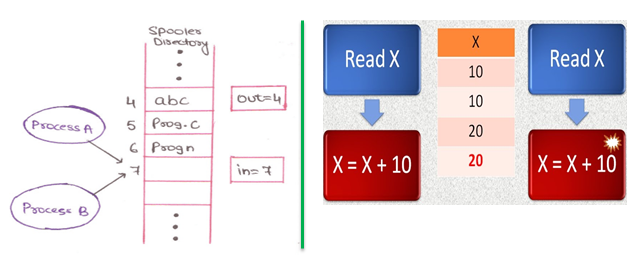 Spooler
Directory
4 abc
out=4
Process A
5 Prog.c
6 Progn
7
in=7
Process B
Read X
X = X + 10
X
10
10
20
20
Read X
X = X + 10